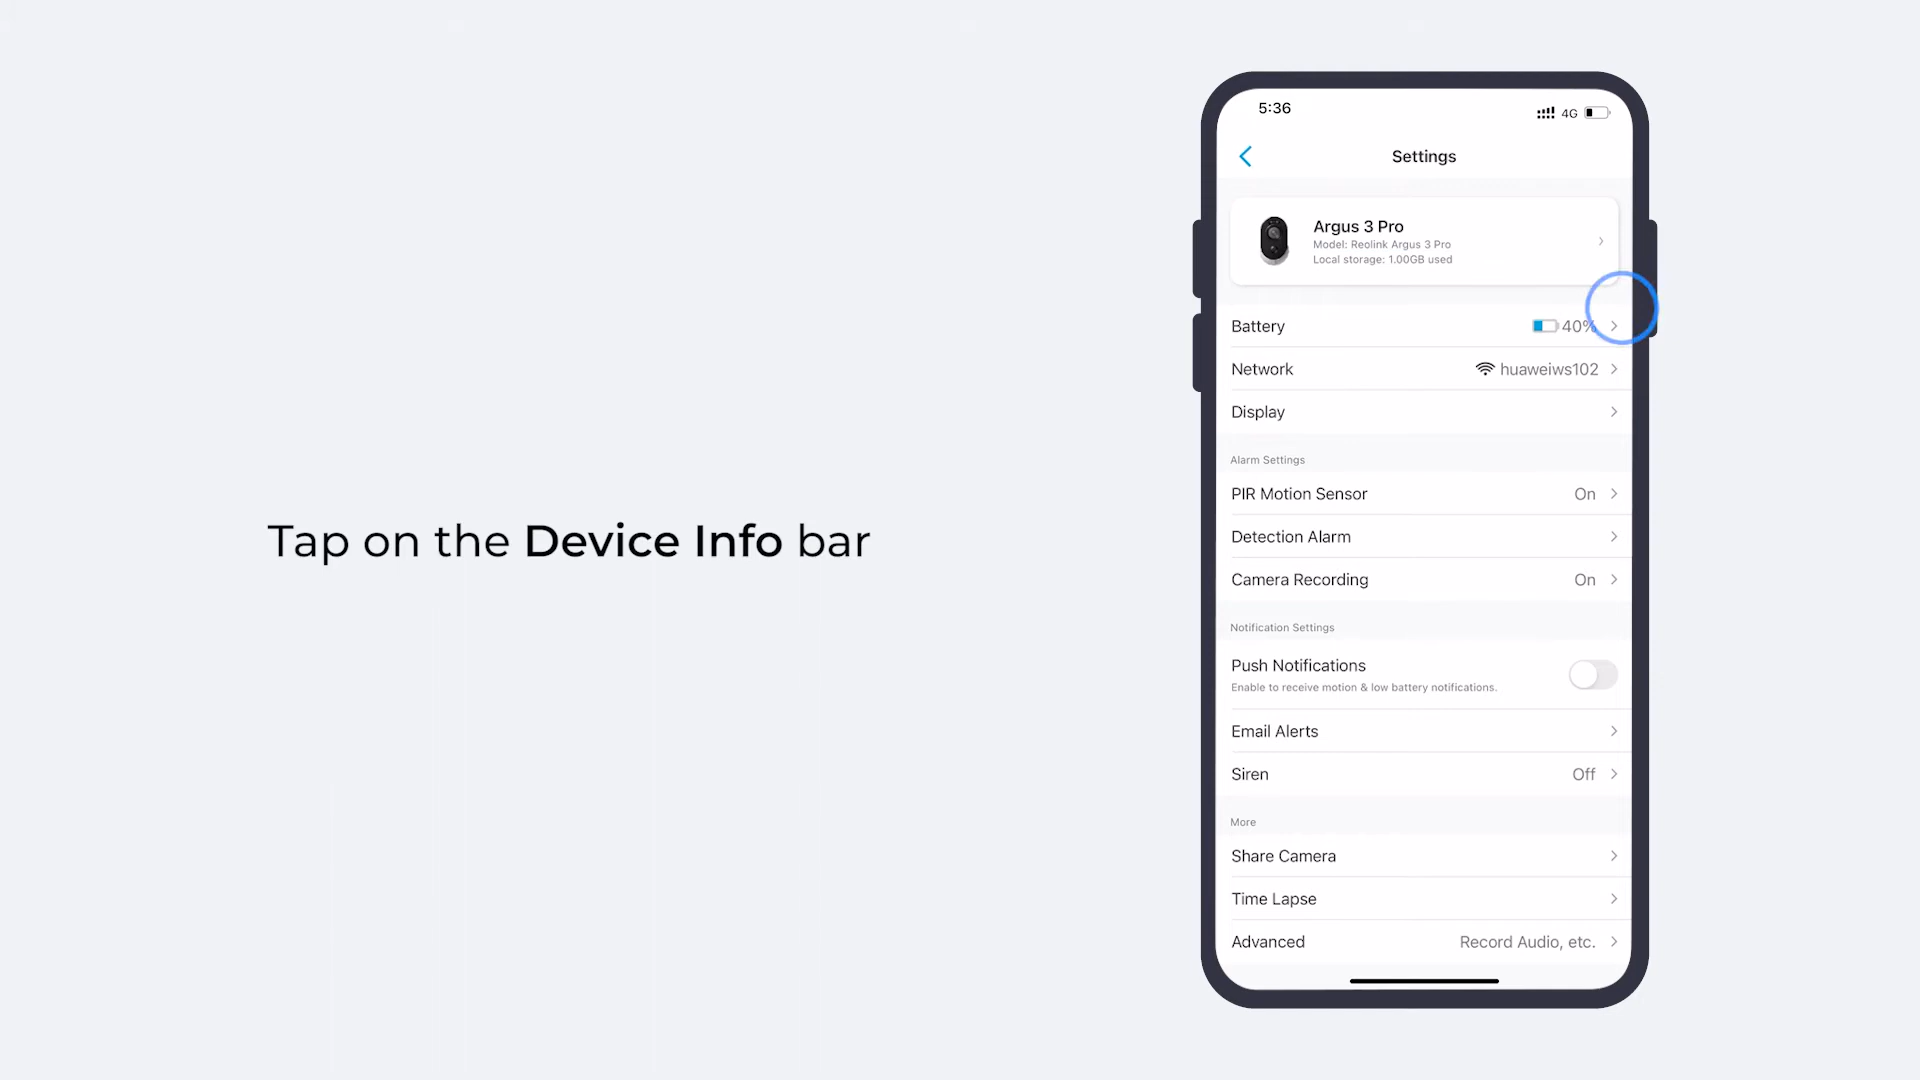 Tap on the Device Info bar
5:36
4G
Settings
Argus 3 Pro
Model: Reolink Argus 3 Pro
Local storage: 1.00GB used
Battery 40%
Network huaweiws102
Display
Alarm Settings
PIR Motion Sensor On
Detection Alarm
Camera Recording On
Notification Settings
Push Notifications
Enable to receive motion & low battery notifications.
Email Alerts
Siren Off
More
Share Camera
Time Lapse
Advanced Record Audio, etc.